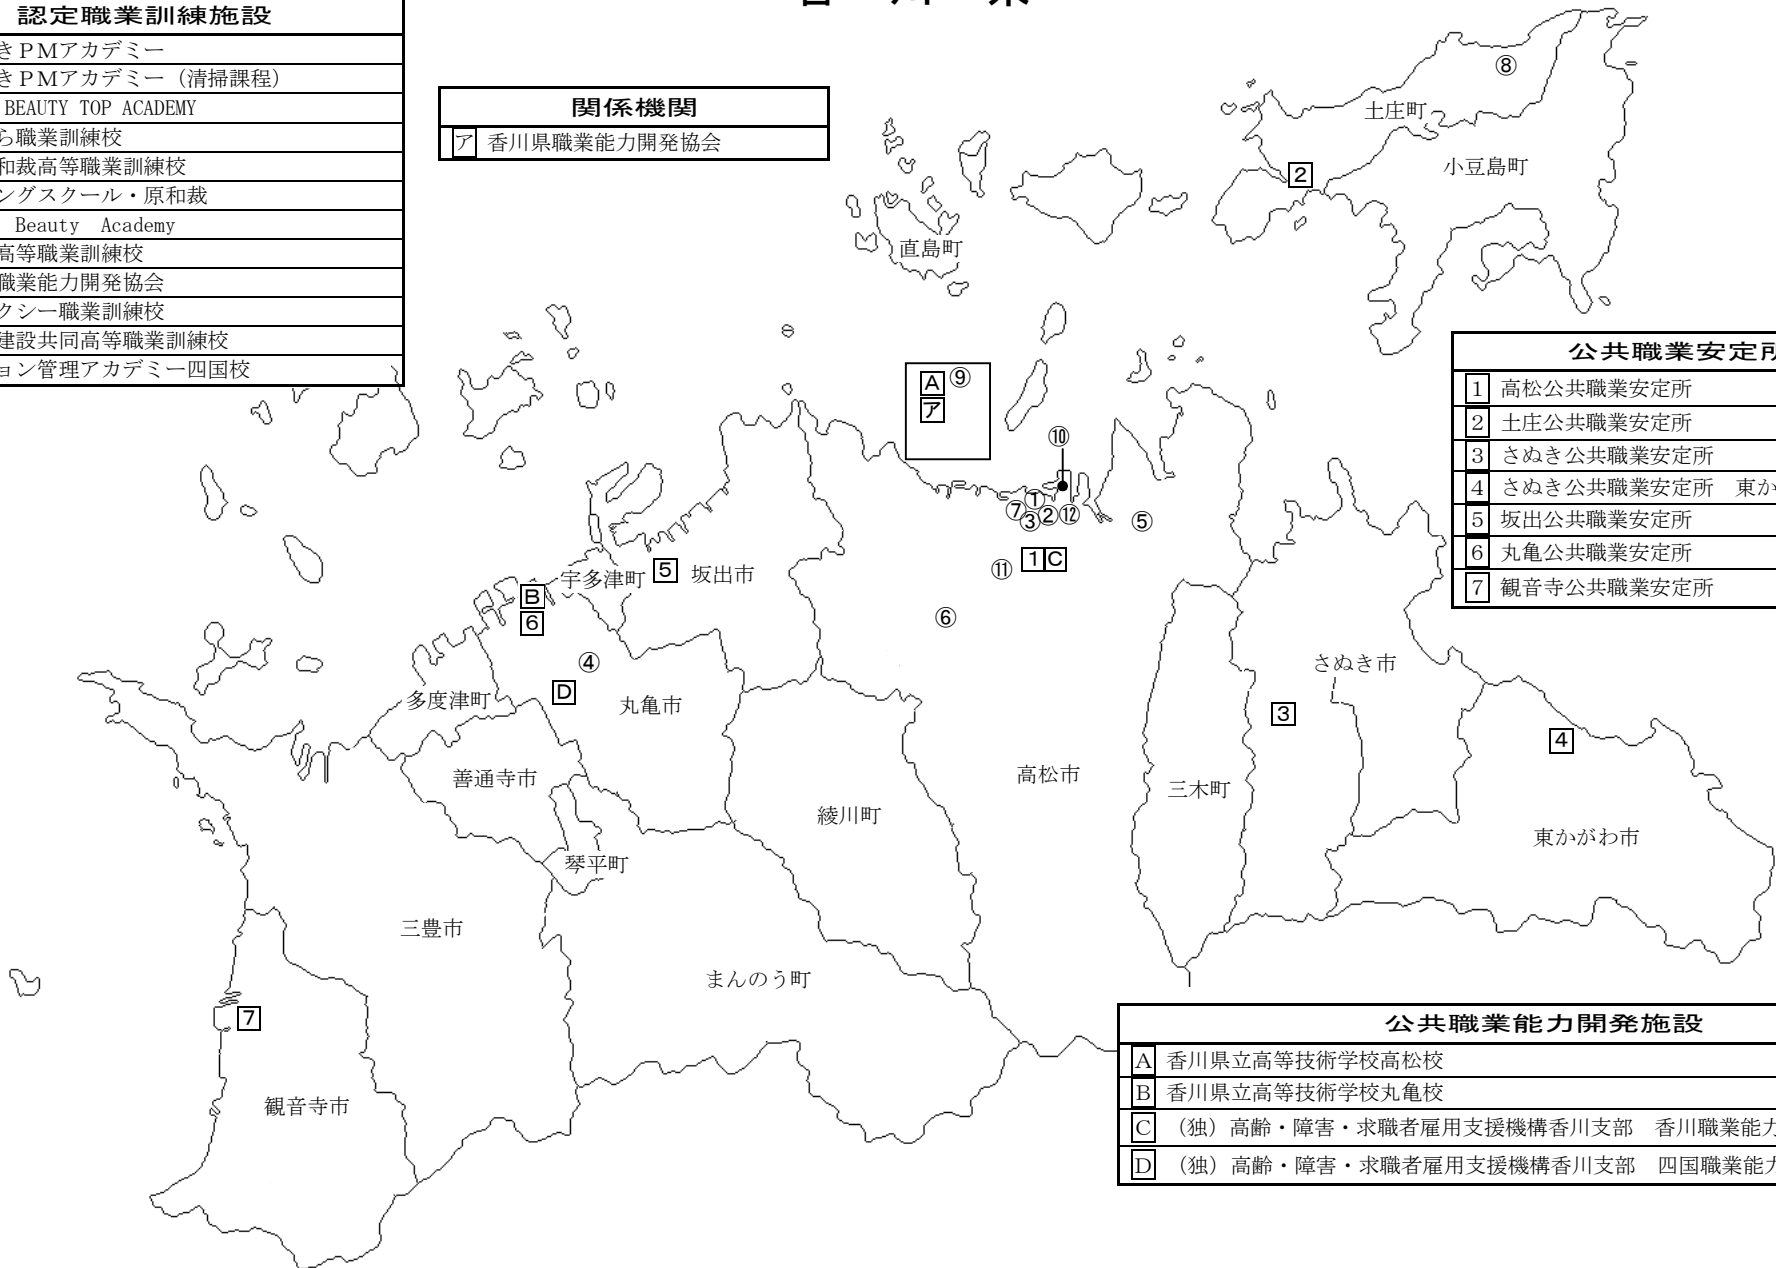 認定職業訓練施設
きＰＭアカデミー
きＰＭアカデミー（清掃課程）
BEAUTY TOP ACADEMY
ら職業訓練校
和裁高等職業訓練校
ングスクール・原和裁
Beauty　Academy
高等職業訓練校
職業能力開発協会
クシー職業訓練校
建設共同高等職業訓練校
ョン管理アカデミー四国校
関係機関
ア 香川県職業能力開発協会
⑧
土庄町
2
小豆島町
直島町
A ⑨
ア
⑩
①
⑦ ② ⑫
③
⑤
1 C
⑪
⑥
公共職業安定所
1 高松公共職業安定所
2 土庄公共職業安定所
3 さぬき公共職業安定所
4 さぬき公共職業安定所　東か
5 坂出公共職業安定所
6 丸亀公共職業安定所
7 観音寺公共職業安定所
宇多津町
5 坂出市
B
6
④
D
多度津町
丸亀市
さぬき市
3
4
善通寺市
高松市
三木町
綾川町
東かがわ市
琴平町
三豊市
まんのう町
7
観音寺市
公共職業能力開発施設
A 香川県立高等技術学校高松校
B 香川県立高等技術学校丸亀校
C （独）高齢・障害・求職者雇用支援機構香川支部　香川職業能力
D （独）高齢・障害・求職者雇用支援機構香川支部　四国職業能力